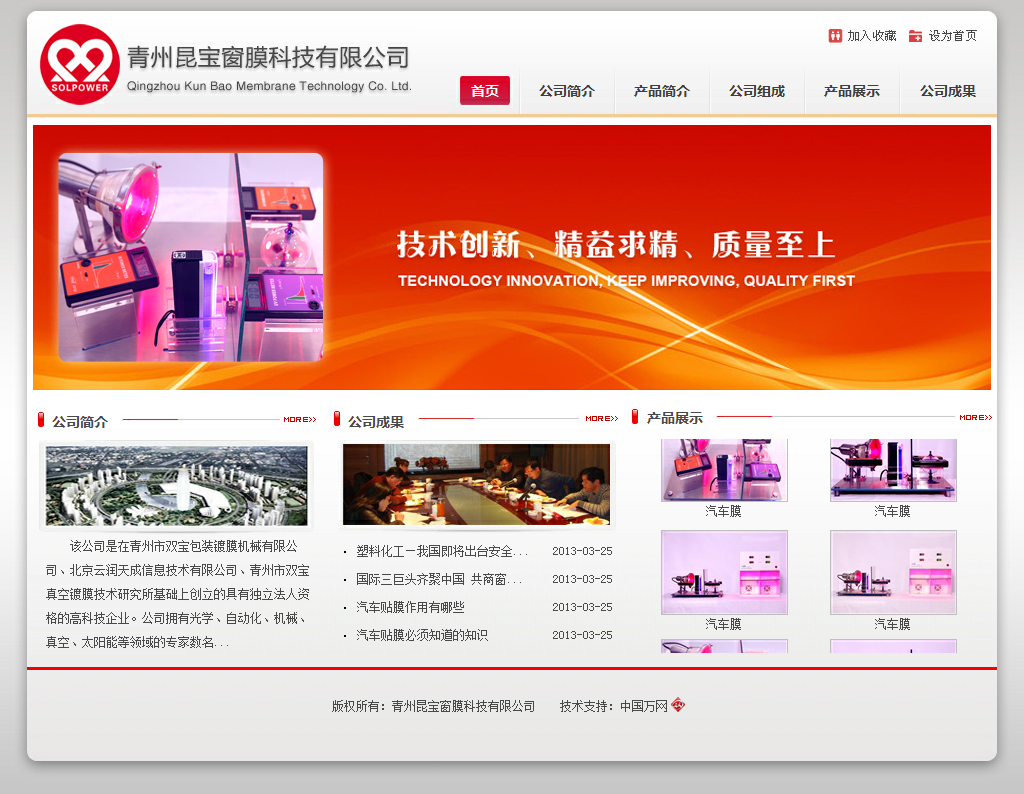 加入收藏 设为首页
SOLPOWER
青州昆宝窗膜科技有限公司
Qingzhou Kun Bao Membrane Technology Co. Ltd.
首页 公司简介 产品简介 公司组成 产品展示 公司成果
技术创新、精益求精、质量至上
TECHNOLOGY INNOVATION, KEEP IMPROVING, QUALITY FIRST
公司简介 MORE>>
该公司是在青州市双宝包装镀膜机械有限公
司、北京云润天成信息技术有限公司、青州市双宝
真空镀膜技术研究所基础上创立的具有独立法人资
格的高科技企业。公司拥有光学、自动化、机械、
真空、太阳能等领域的专家数名...
公司成果 MORE>>
塑料化工－我国即将出台安全... 2013-03-25
国际三巨头齐聚中国 共商窗... 2013-03-25
汽车贴膜作用有哪些 2013-03-25
汽车贴膜必须知道的知识 2013-03-25
产品展示 MORE>>
汽车膜 汽车膜
汽车膜 汽车膜
版权所有：青州昆宝窗膜科技有限公司 技术支持：中国万网